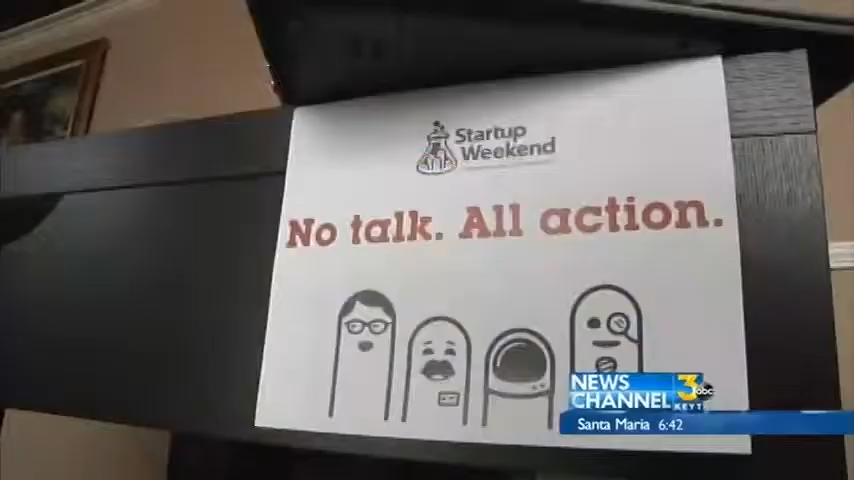 Startup
Weekend
No talk. All action.
NEWS
CHANNEL 3 abc
KEYT
Santa Maria 6:42